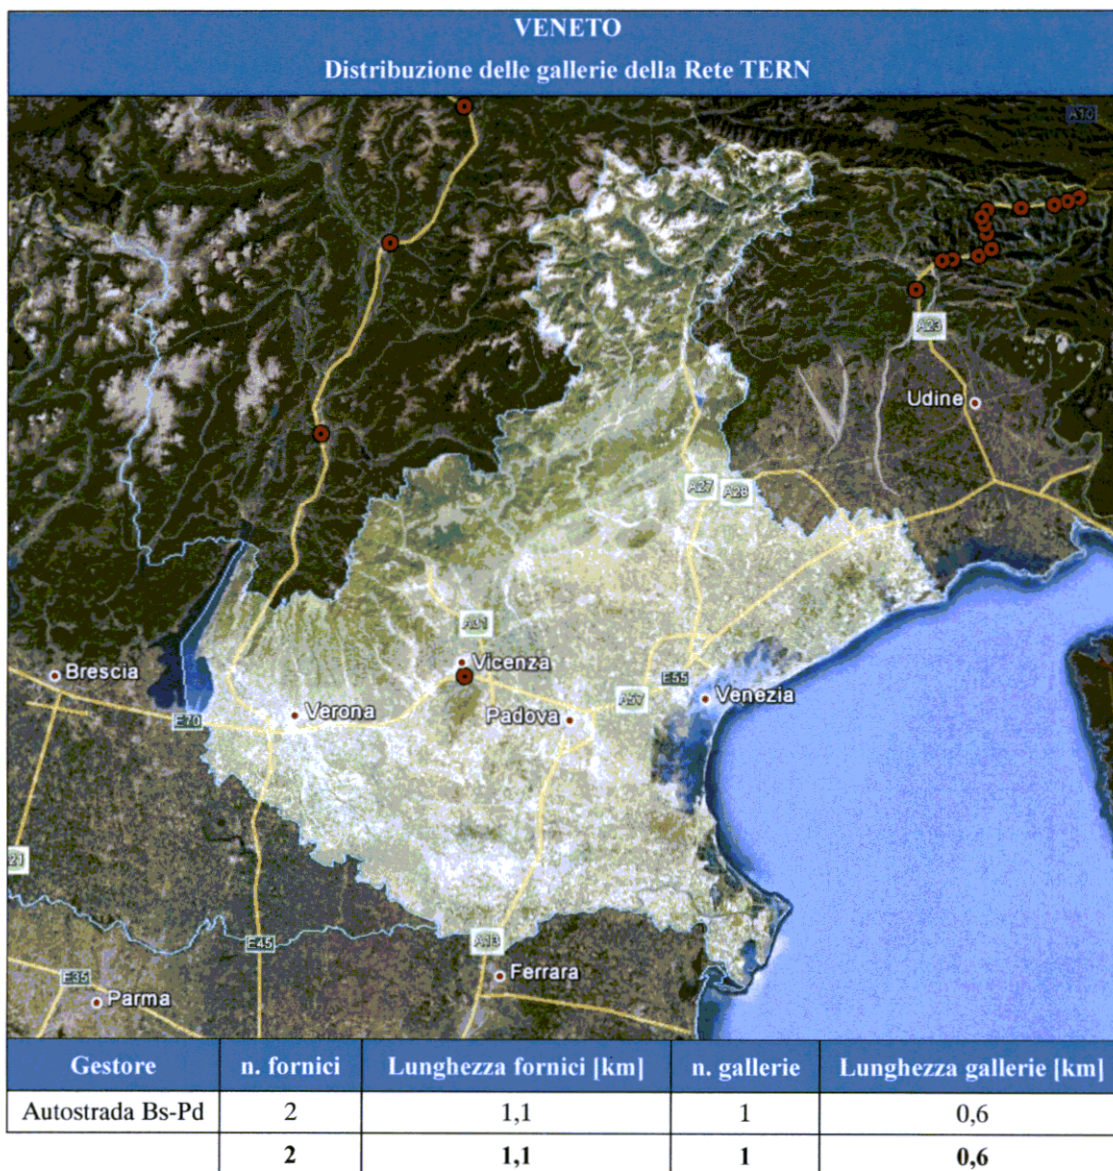 VENETO
Distribuzione delle gallerie della Rete TERN
A10
A23
Udine
A27 A28
A31
Vicenza
Brescia
E55
A57
Venezia
Verona
Padova
E70
A13
E45
Ferrara
E35
Parma
Gestore n. fornici Lunghezza fornici [km] n. gallerie Lunghezza gallerie [km]
Autostrada Bs-Pd 2 1,1 1 0,6
2 1,1 1 0,6